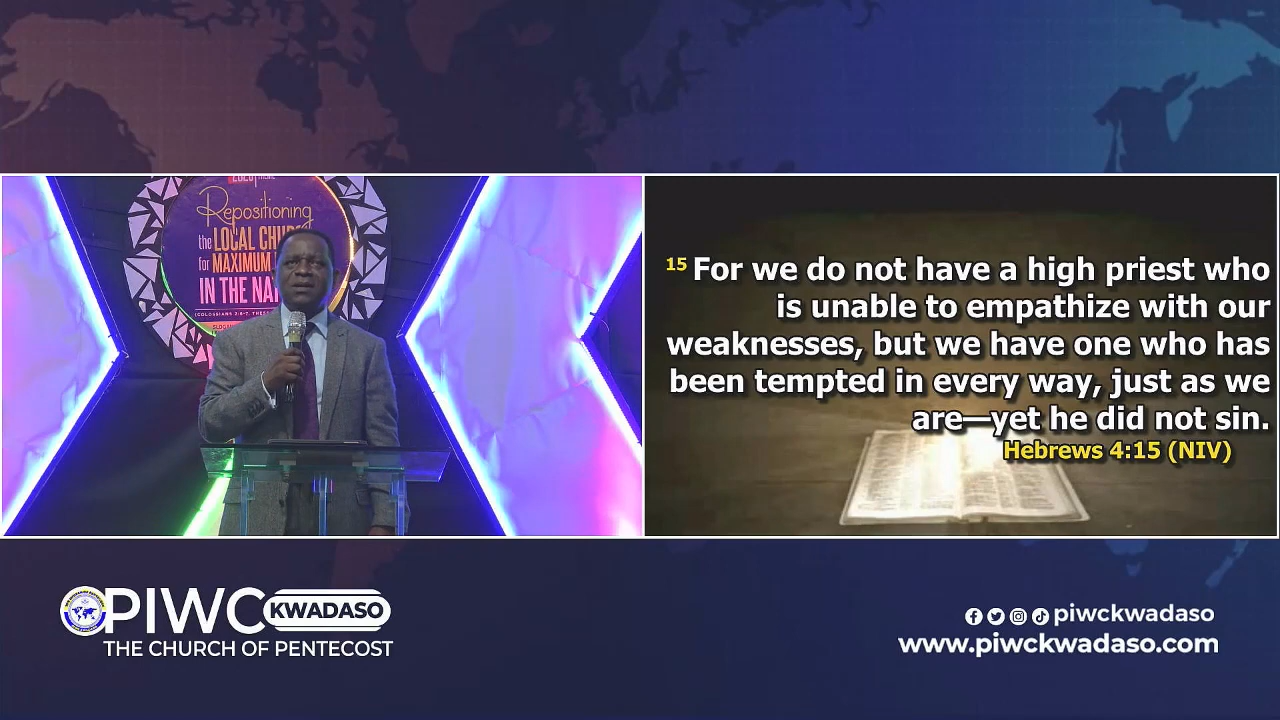 Repositioning
the LOCAL CHURC
for MAXIMUM
IN THE NA
15 For we do not have a high priest who
is unable to empathize with our
weaknesses, but we have one who has
been tempted in every way, just as we
are—yet he did not sin.
Hebrews 4:15 (NIV)
PIWC KWADASO
THE CHURCH OF PENTECOST
piwckwadaso
www.piwckwadaso.com